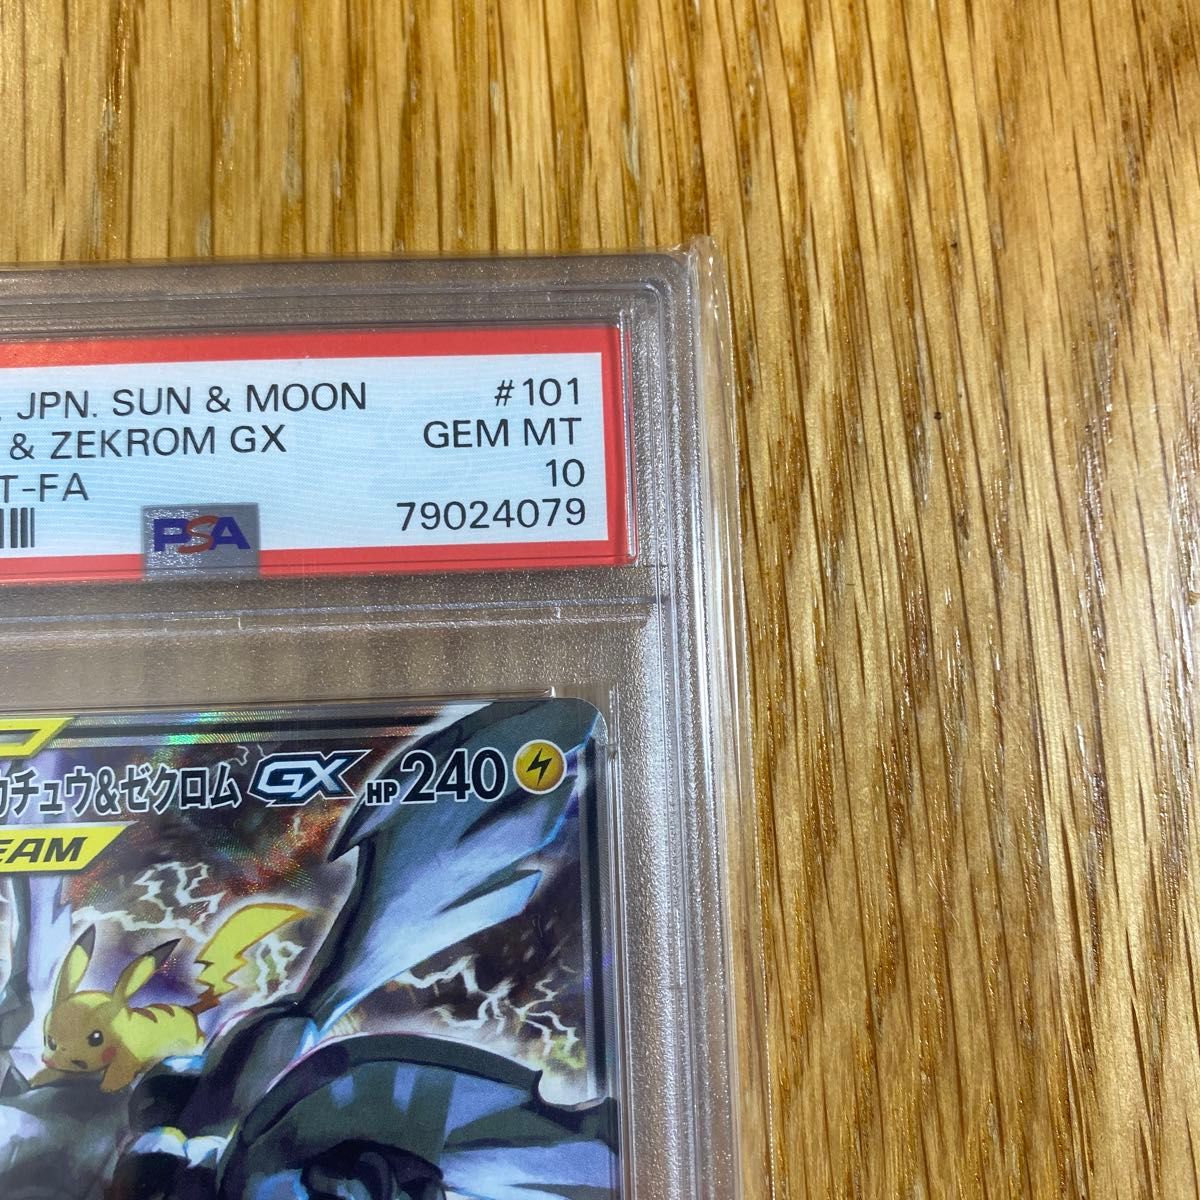 . JPN. SUN & MOON #101
& ZEKROM GX GEM MT
T-FA 10
PSA 79024079
カチュウ&ゼクロム GX HP 240
EAM